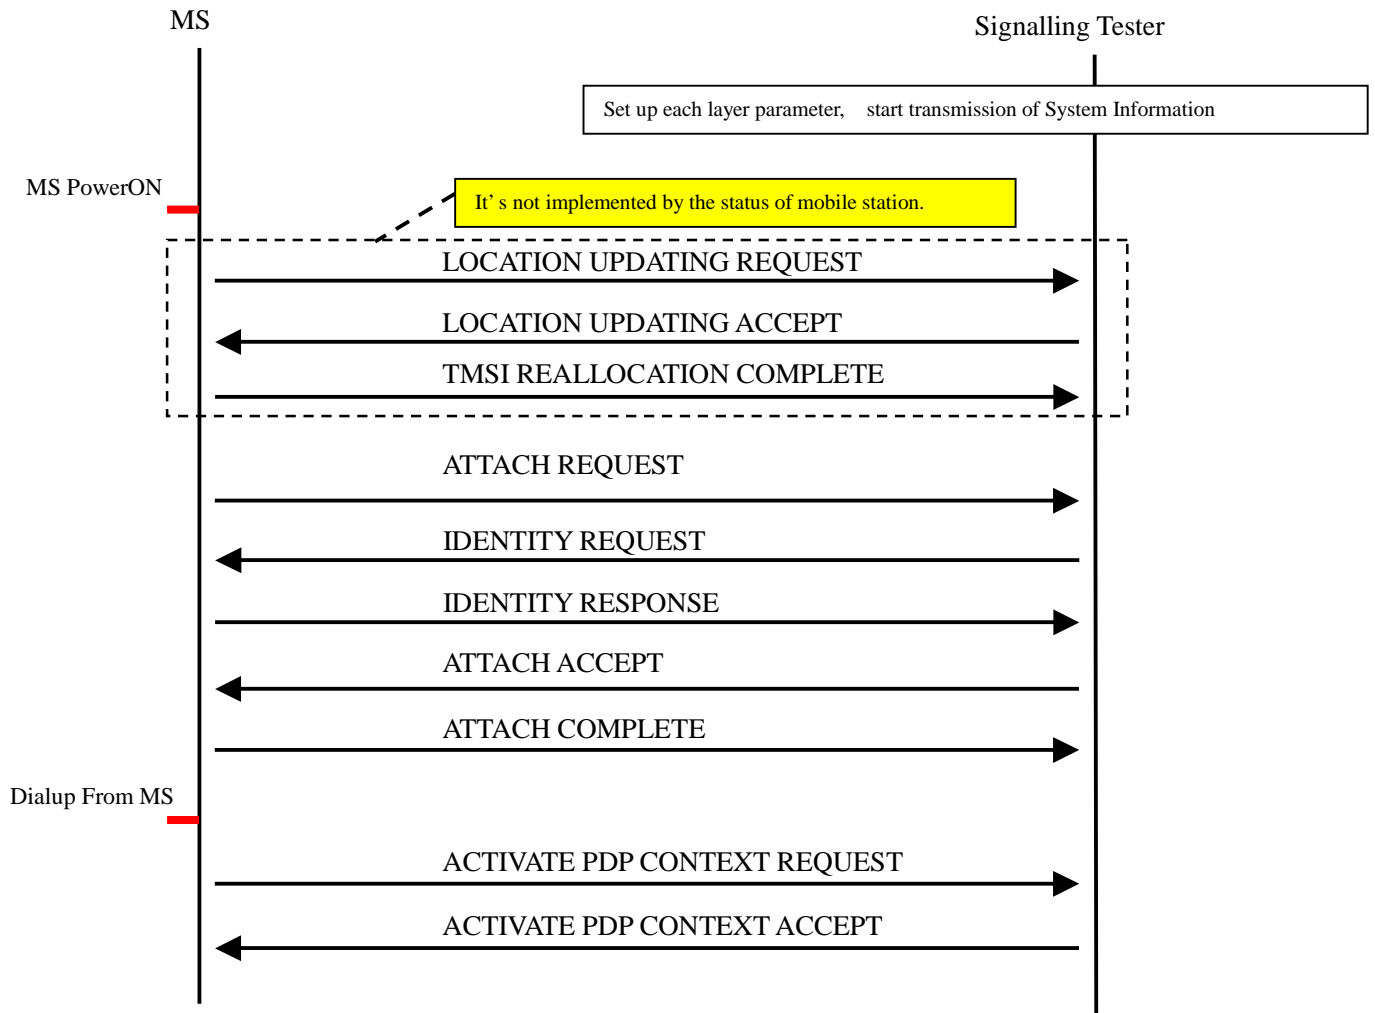 MS
Signalling Tester
Set up each layer parameter, start transmission of System Information
MS PowerON
It's not implemented by the status of mobile station.
LOCATION UPDATING REQUEST
LOCATION UPDATING ACCEPT
TMSI REALLOCATION COMPLETE
ATTACH REQUEST
IDENTITY REQUEST
IDENTITY RESPONSE
ATTACH ACCEPT
ATTACH COMPLETE
Dialup From MS
ACTIVATE PDP CONTEXT REQUEST
ACTIVATE PDP CONTEXT ACCEPT